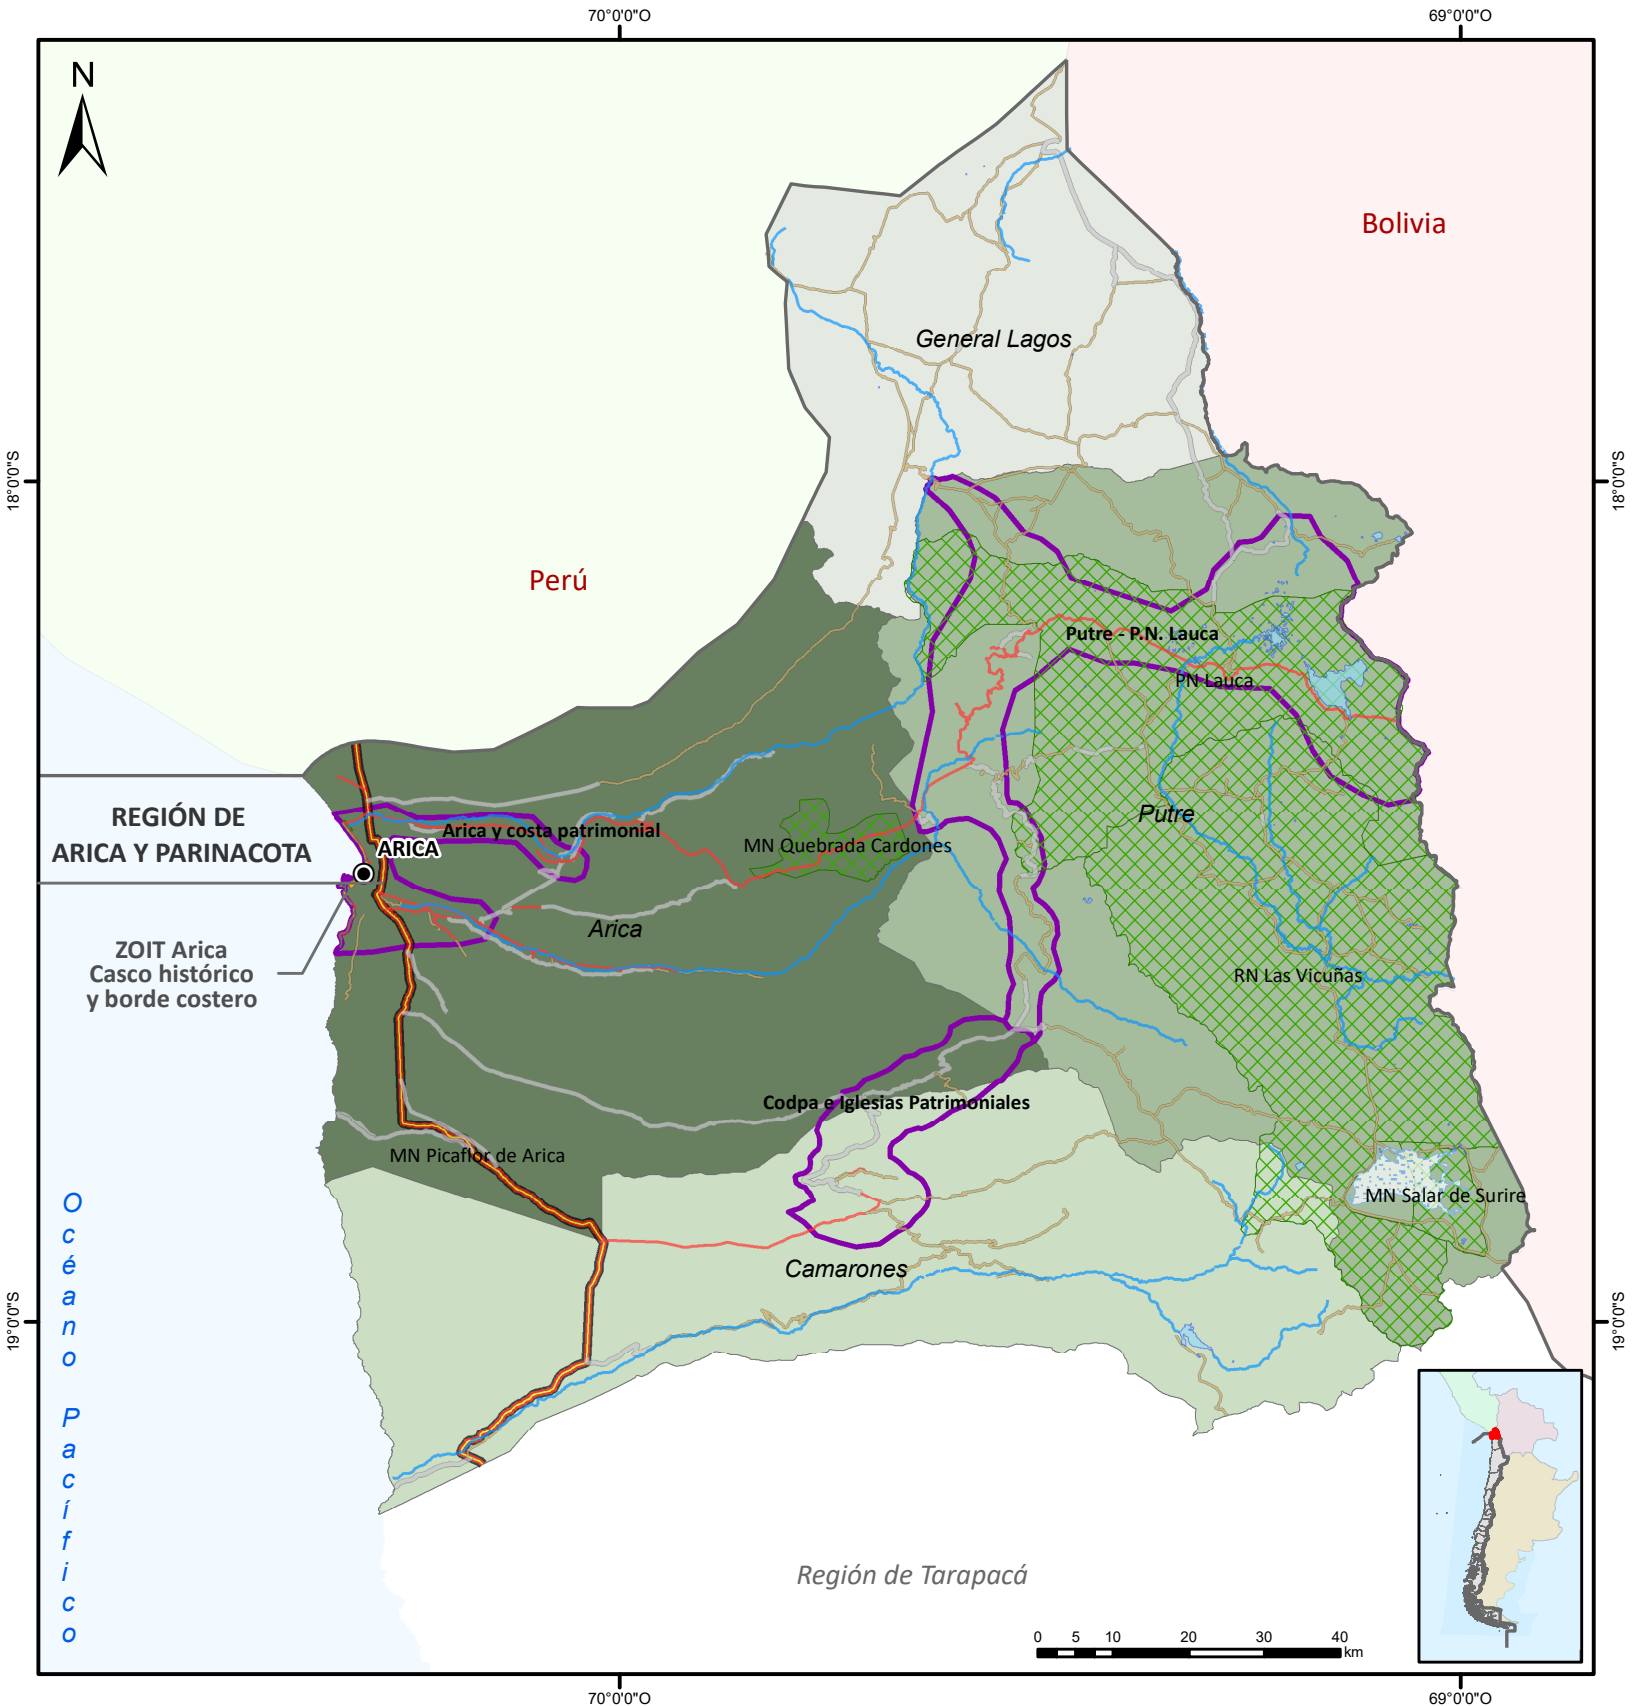 70°0'0"O
69°0'0"O
N
Bolivia
General Lagos
18°0'0"S
18°0'0"S
Perú
Putre - P.N. Lauca
PN Lauca
REGIÓN DE
ARICA Y PARINACOTA
Arica y costa patrimonial
ARICA
MN Quebrada Cardones
Putre
Arica
ZOIT Arica
Casco histórico
y borde costero
RN Las Vicuñas
Codpa e Iglesias Patrimoniales
MN Picaflor de Arica
MN Salar de Surire
Océano Pacífico
Camarones
19°0'0"S
19°0'0"S
Región de Tarapacá
0 5 10 20 30 40
km
70°0'0"O
69°0'0"O